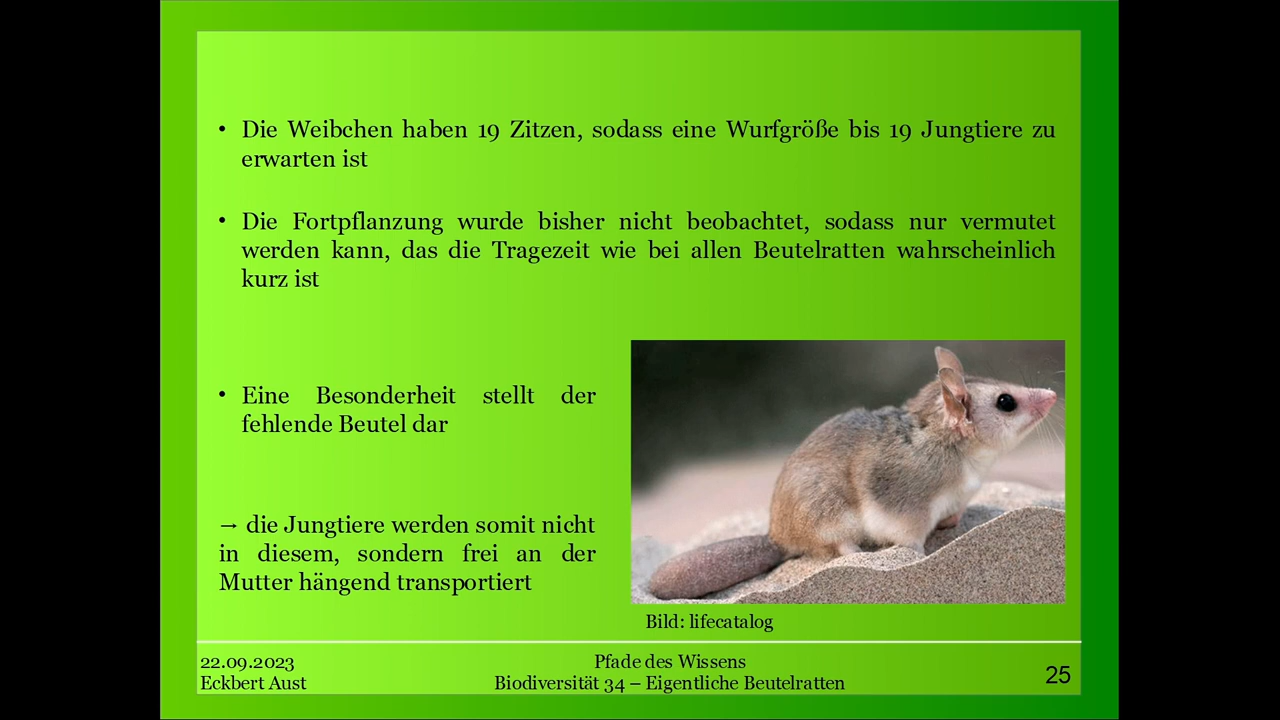 • Die Weibchen haben 19 Zitzen, sodass eine Wurfgröße bis 19 Jungtiere zu
erwarten ist
• Die Fortpflanzung wurde bisher nicht beobachtet, sodass nur vermutet
werden kann, das die Tragezeit wie bei allen Beutelratten wahrscheinlich
kurz ist
• Eine Besonderheit stellt der
fehlende Beutel dar
→ die Jungtiere werden somit nicht
in diesem, sondern frei an der
Mutter hängend transportiert
Bild: lifecatalog
22.09.2023
Eckbert Aust
Pfade des Wissens
Biodiversität 34 – Eigentliche Beutelratten
25